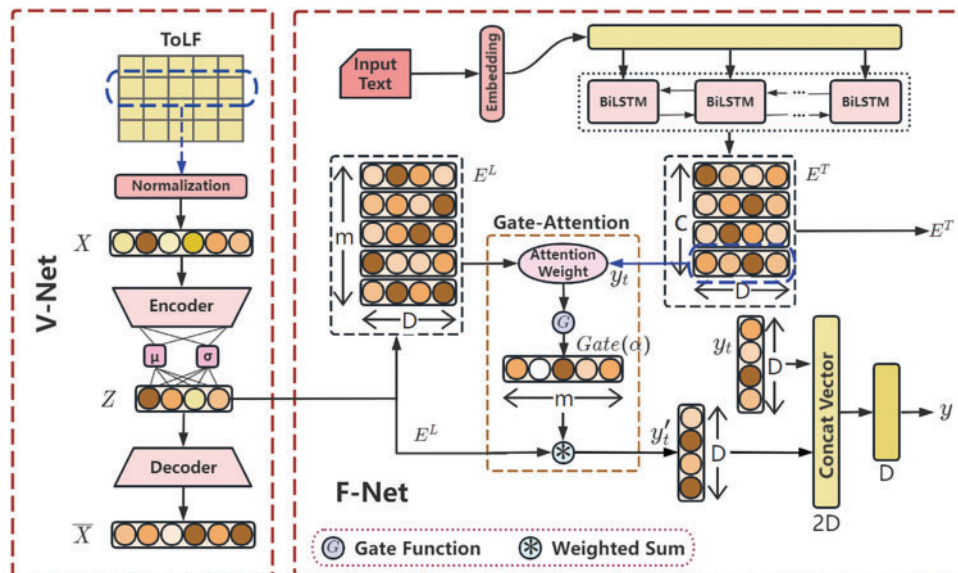 ToLF
Normalization
X
Encoder
μ
σ
Z
Decoder
X̅
V-Net
Input
Text
Embedding
BiLSTM
BiLSTM
...
...
BiLSTM
E^L
m
D
E^T
C
D
E^T
Gate-Attention
Attention
Weight
y_t
G
Gate(α)
m
E^L
y'_t
D
y_t
D
Concat Vector
2D
D
y
F-Net
G Gate Function
Weighted Sum